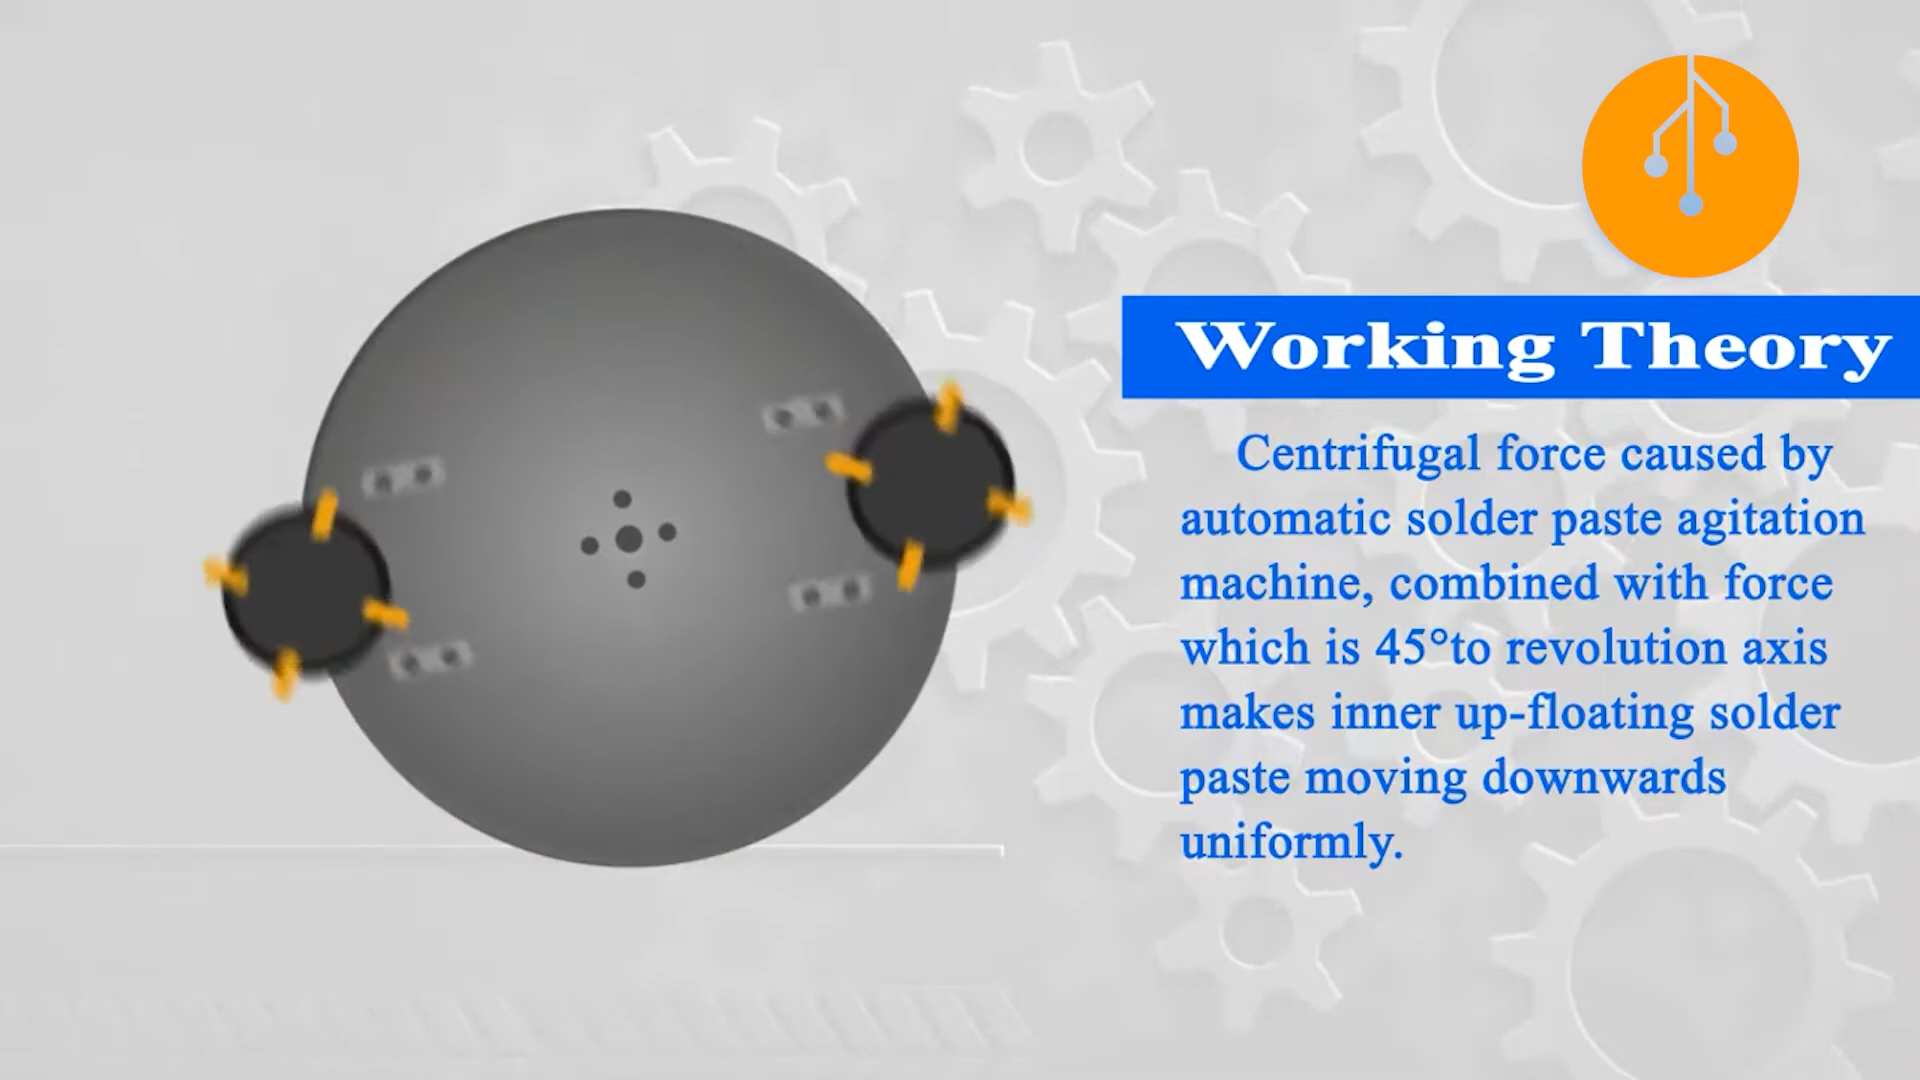 Working Theory
Centrifugal force caused by
automatic solder paste agitation
machine, combined with force
which is 45°to revolution axis
makes inner up-floating solder
paste moving downwards
uniformly.